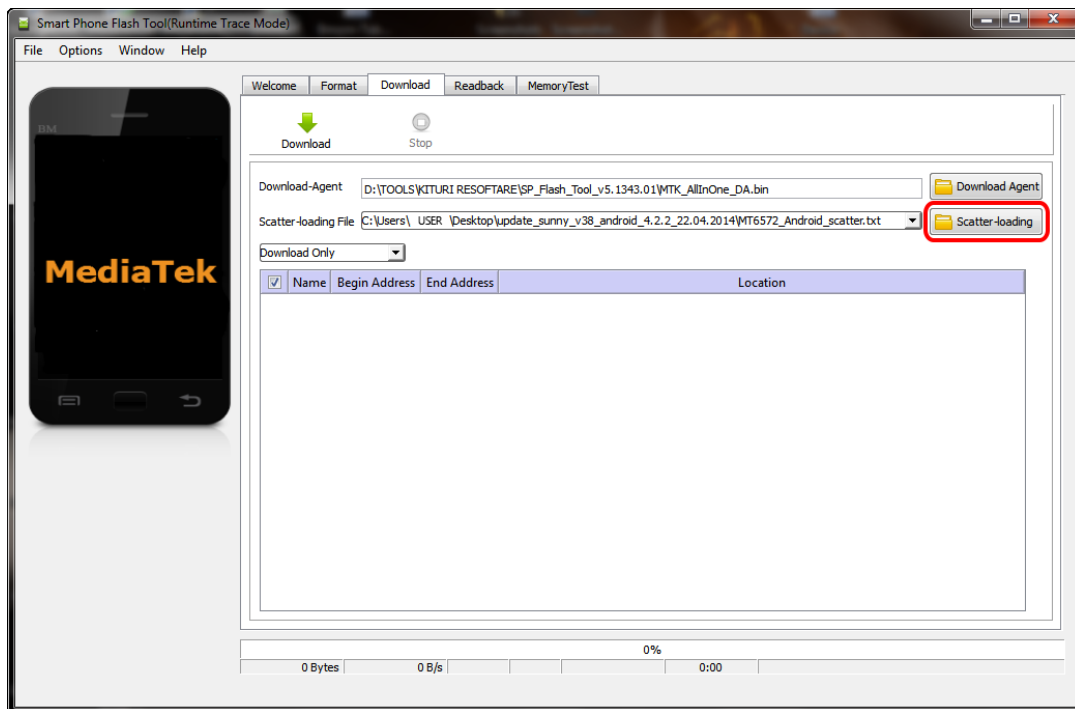 Smart Phone Flash Tool(Runtime Trace Mode)
File Options Window Help
Welcome Format Download Readback MemoryTest
BM
Download Stop
Download-Agent D:\TOOLS\KITURI RESOFTARE\SP_Flash_Tool_v5.1343.01\MTK_AllInOne_DA.bin Download Agent
Scatter-loading File C:\Users\ USER \Desktop\update_sunny_v38_android_4.2.2_22.04.2014\MT6572_Android_scatter.txt Scatter-loading
Download Only
MediaTek
Name Begin Address End Address Location
0%
0 Bytes 0 B/s 0:00